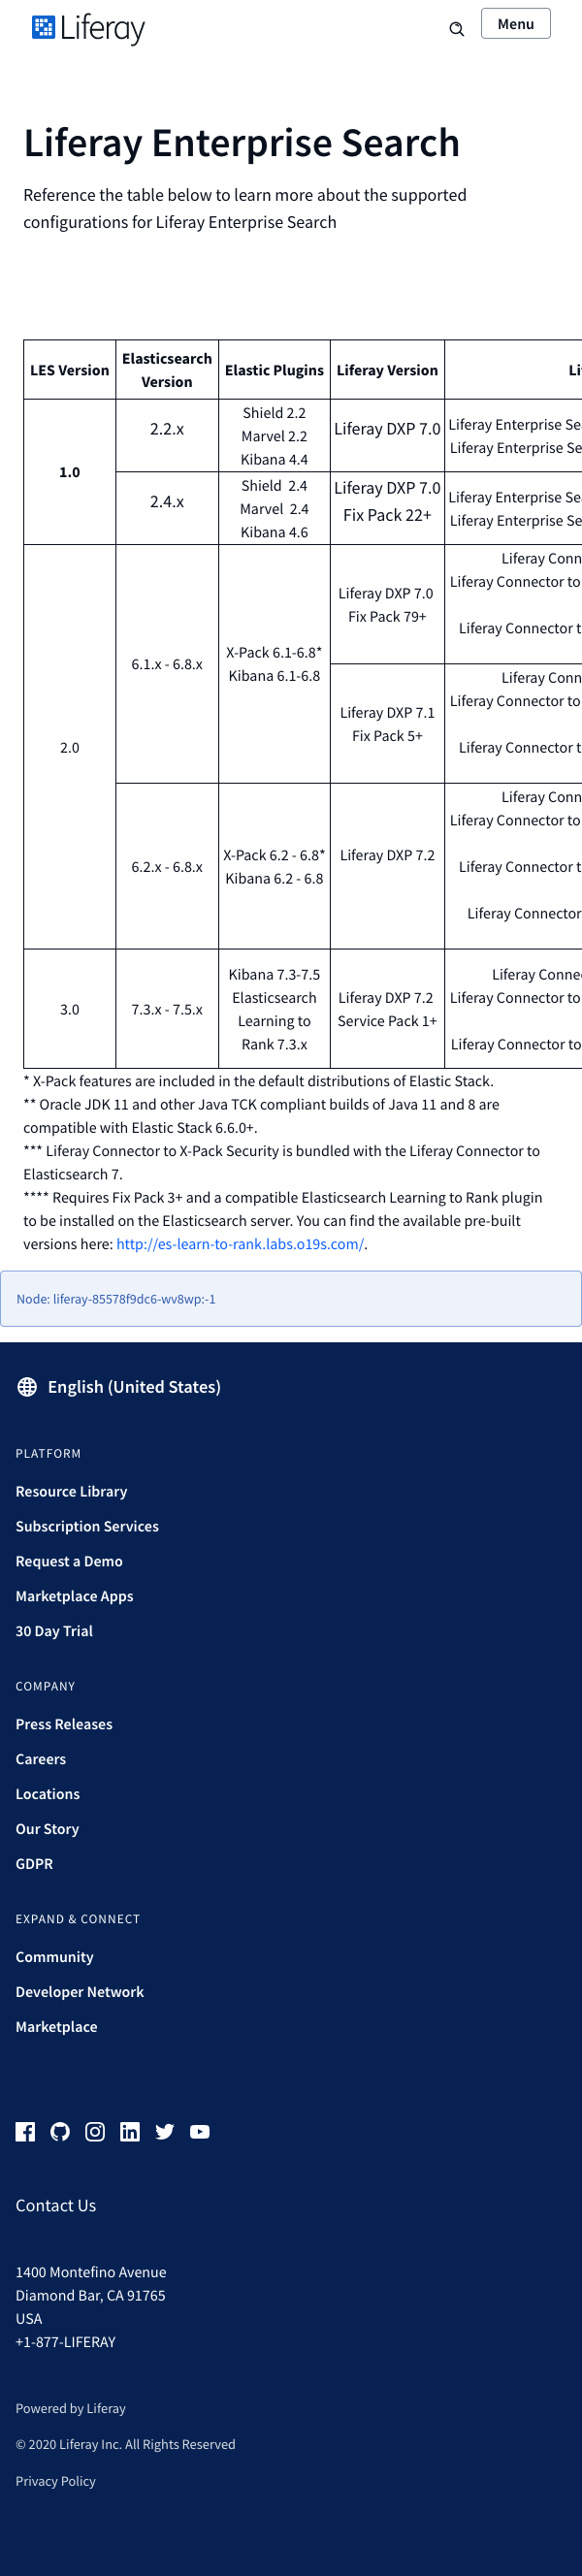 Liferay
Menu
Liferay Enterprise Search
Reference the table below to learn more about the supported
configurations for Liferay Enterprise Search
LES Version
Elasticsearch
Version
Elastic Plugins
Liferay Version
1.0
2.2.x
Shield 2.2
Marvel 2.2
Kibana 4.4
Liferay DXP 7.0
Liferay Enterprise
Liferay Enterprise
2.4.x
Shield 2.4
Marvel 2.4
Kibana 4.6
Liferay DXP 7.0
Fix Pack 22+
Liferay Enterprise
Liferay Enterprise
2.0
6.1.x - 6.8.x
X-Pack 6.1-6.8*
Kibana 6.1-6.8
Liferay DXP 7.0
Fix Pack 79+
Liferay
Liferay Connector to
Liferay Connector
Liferay DXP 7.1
Fix Pack 5+
Liferay
Liferay Connector to
Liferay Connector
6.2.x - 6.8.x
X-Pack 6.2 - 6.8*
Kibana 6.2 - 6.8
Liferay DXP 7.2
Liferay
Liferay Connector to
Liferay Connector
Liferay Connector
3.0
7.3.x - 7.5.x
Kibana 7.3-7.5
Elasticsearch
Learning to
Rank 7.3.x
Liferay DXP 7.2
Service Pack 1+
Liferay
Liferay Connector to
Liferay Connector to
* X-Pack features are included in the default distributions of Elastic Stack.
** Oracle JDK 11 and other Java TCK compliant builds of Java 11 and 8 are
compatible with Elastic Stack 6.6.0+.
*** Liferay Connector to X-Pack Security is bundled with the Liferay Connector to
Elasticsearch 7.
**** Requires Fix Pack 3+ and a compatible Elasticsearch Learning to Rank plugin
to be installed on the Elasticsearch server. You can find the available pre-built
versions here: http://es-learn-to-rank.labs.o19s.com/.
Node: liferay-85578f9dc6-wv8wp:-1
English (United States)
PLATFORM
Resource Library
Subscription Services
Request a Demo
Marketplace Apps
30 Day Trial
COMPANY
Press Releases
Careers
Locations
Our Story
GDPR
EXPAND & CONNECT
Community
Developer Network
Marketplace
Contact Us
1400 Montefino Avenue
Diamond Bar, CA 91765
USA
+1-877-LIFERAY
Powered by Liferay
© 2020 Liferay Inc. All Rights Reserved
Privacy Policy